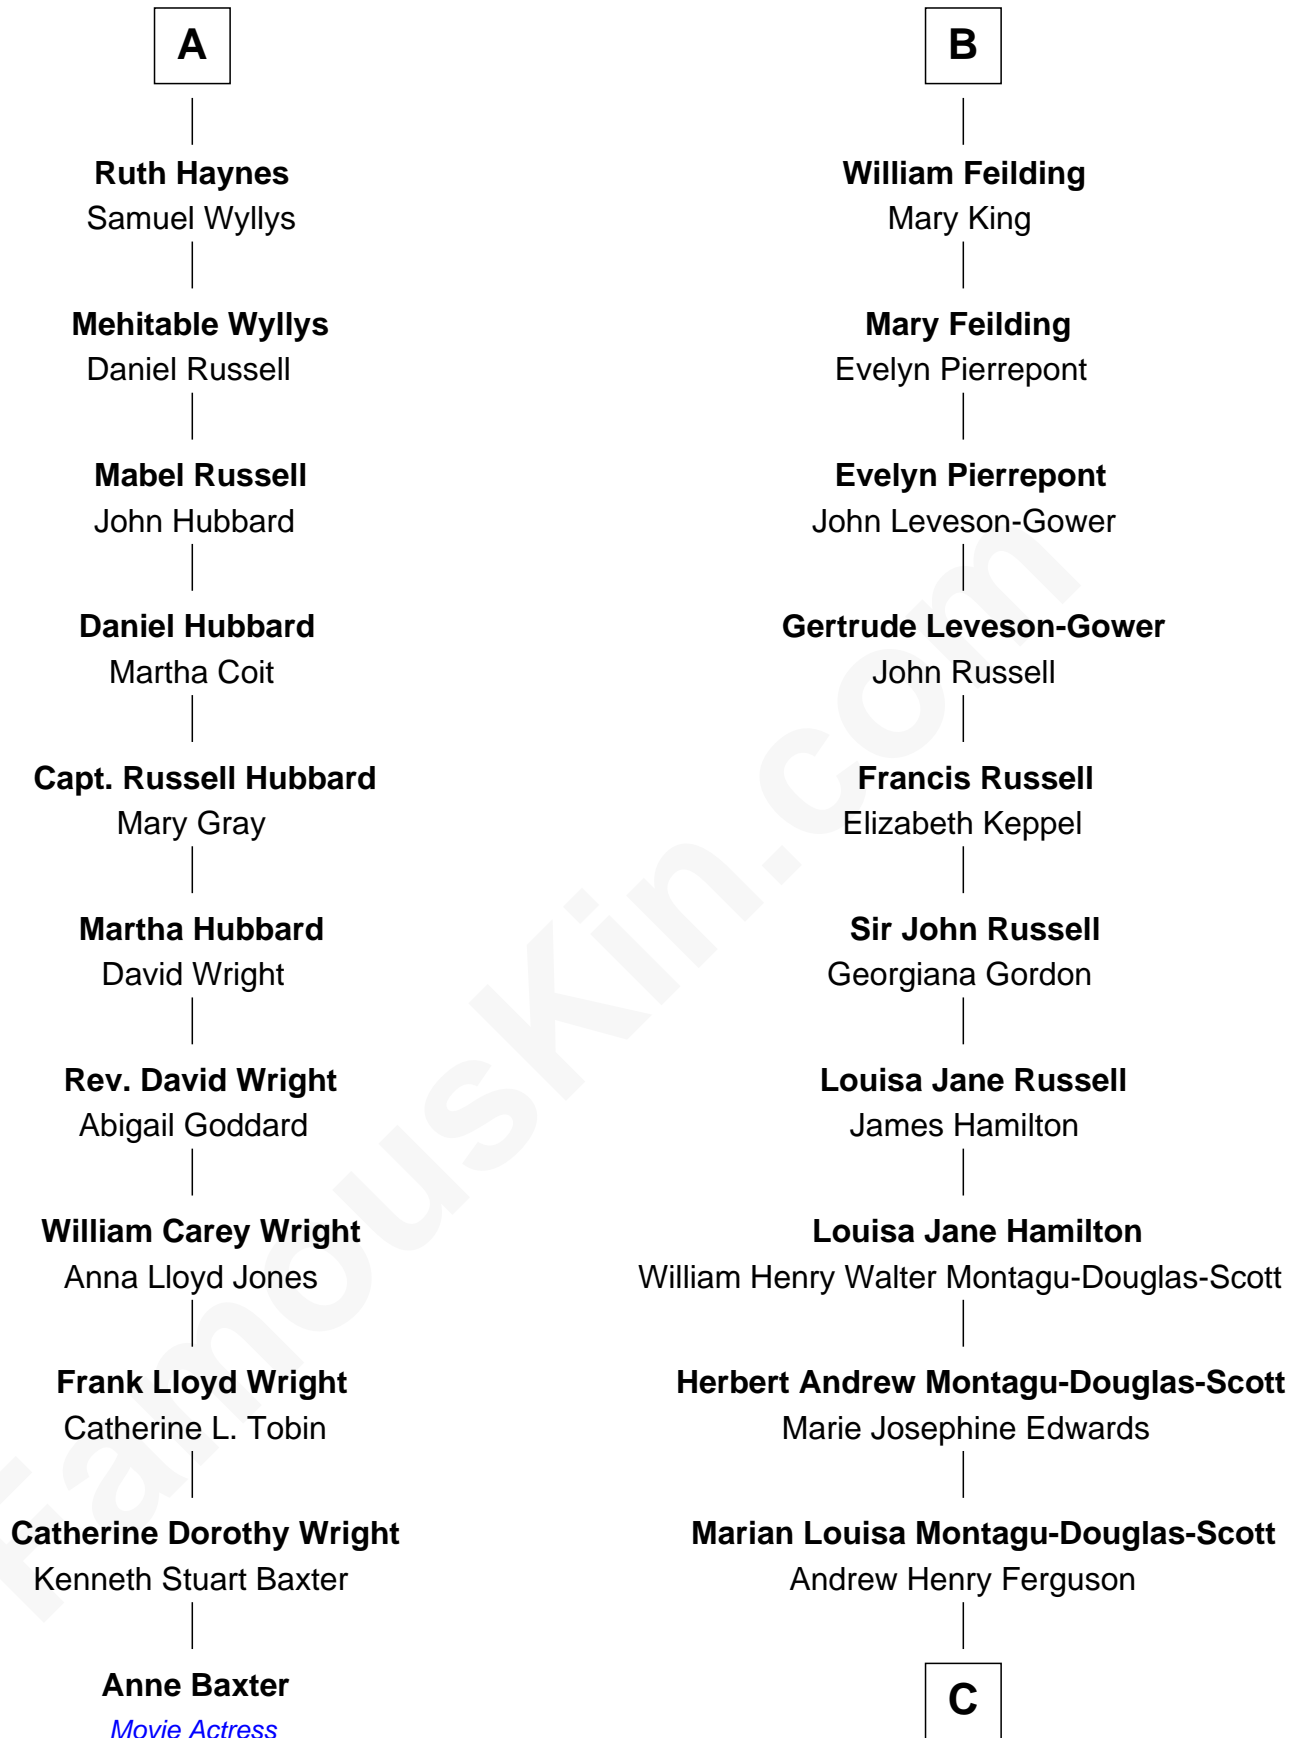 A
Ruth Haynes
Samuel Wyllys
Mehitable Wyllys
Daniel Russell
Mabel Russell
John Hubbard
Daniel Hubbard
Martha Coit
Capt. Russell Hubbard
Mary Gray
Martha Hubbard
David Wright
Rev. David Wright
Abigail Goddard
William Carey Wright
Anna Lloyd Jones
Frank Lloyd Wright
Catherine L. Tobin
Catherine Dorothy Wright
Kenneth Stuart Baxter
Anne Baxter
Movie Actress
B
William Feilding
Mary King
Mary Feilding
Evelyn Pierrepont
Evelyn Pierrepont
John Leveson-Gower
Gertrude Leveson-Gower
John Russell
Francis Russell
Elizabeth Keppel
Sir John Russell
Georgiana Gordon
Louisa Jane Russell
James Hamilton
Louisa Jane Hamilton
William Henry Walter Montagu-Douglas-Scott
Herbert Andrew Montagu-Douglas-Scott
Marie Josephine Edwards
Marian Louisa Montagu-Douglas-Scott
Andrew Henry Ferguson
C
FamousKin.com